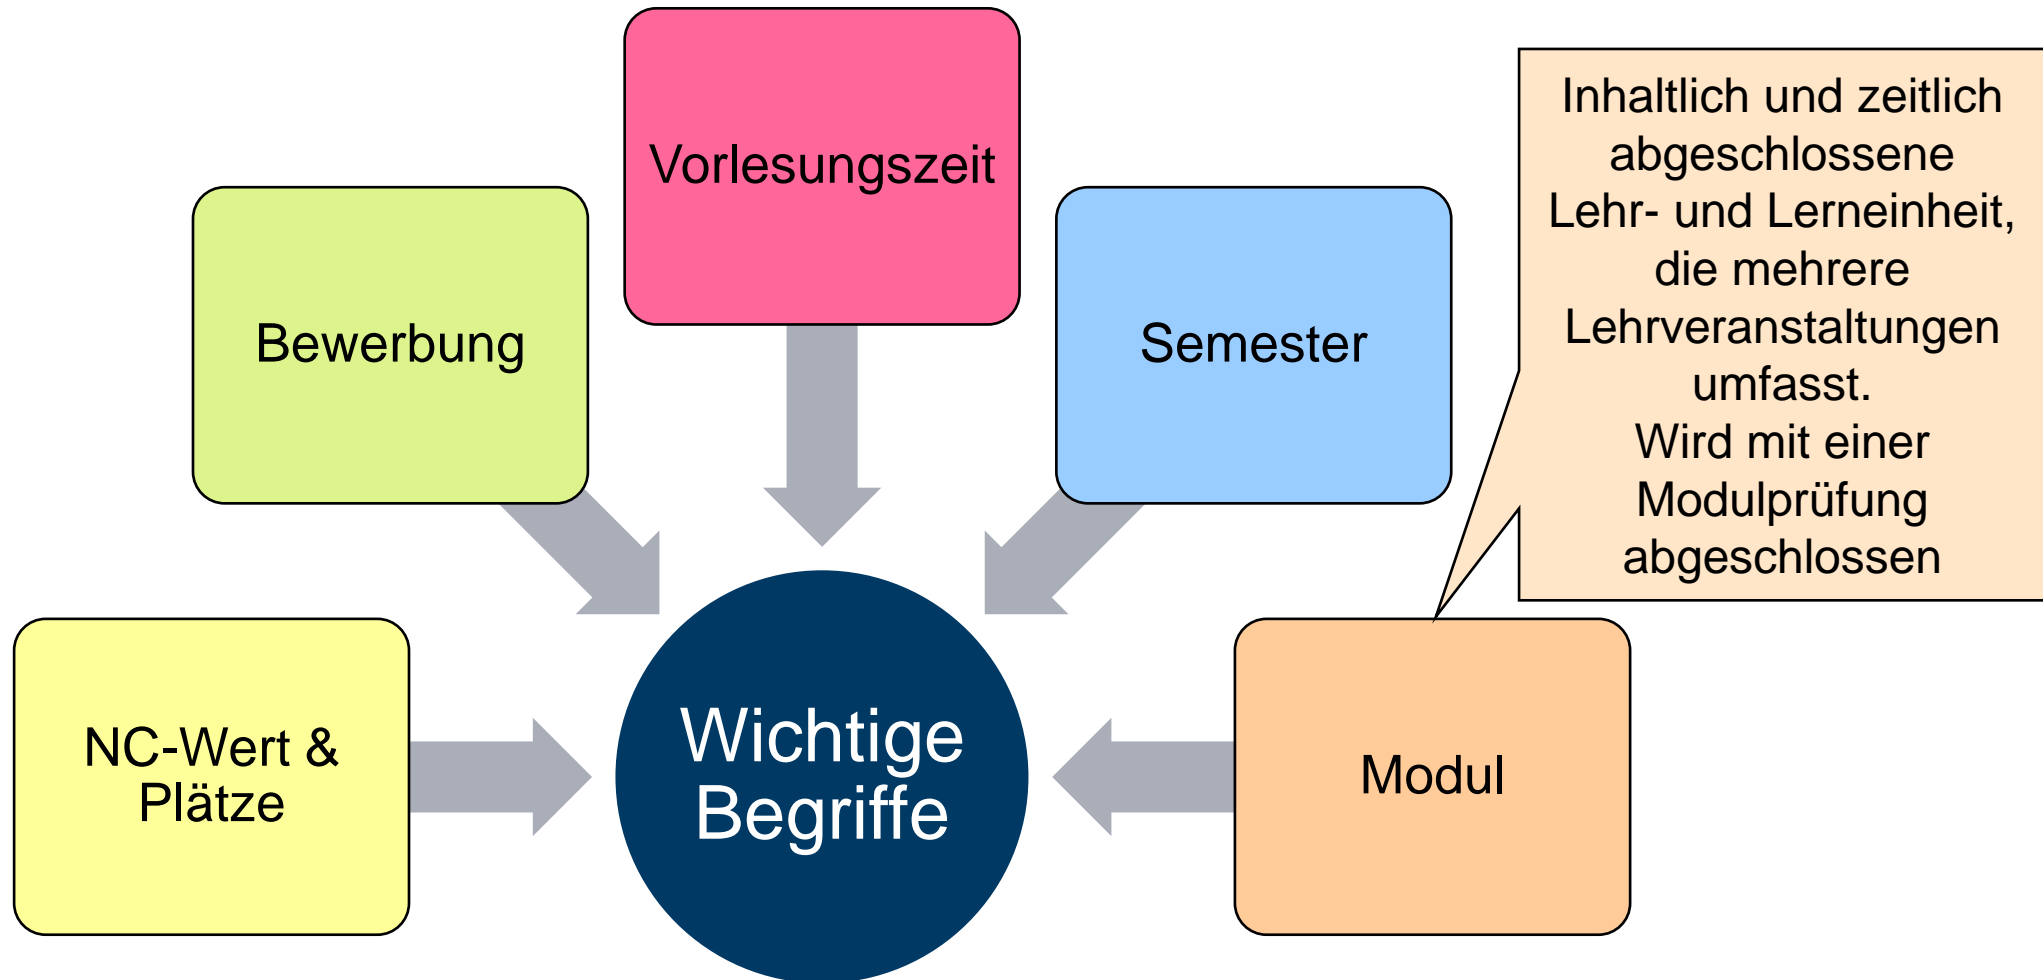 Vorlesungszeit
Bewerbung
Semester
Inhaltlich und zeitlich
abgeschlossene
Lehr- und Lerneinheit,
die mehrere
Lehrveranstaltungen
umfasst.
Wird mit einer
Modulprüfung
abgeschlossen
NC-Wert &
Plätze
Wichtige
Begriffe
Modul